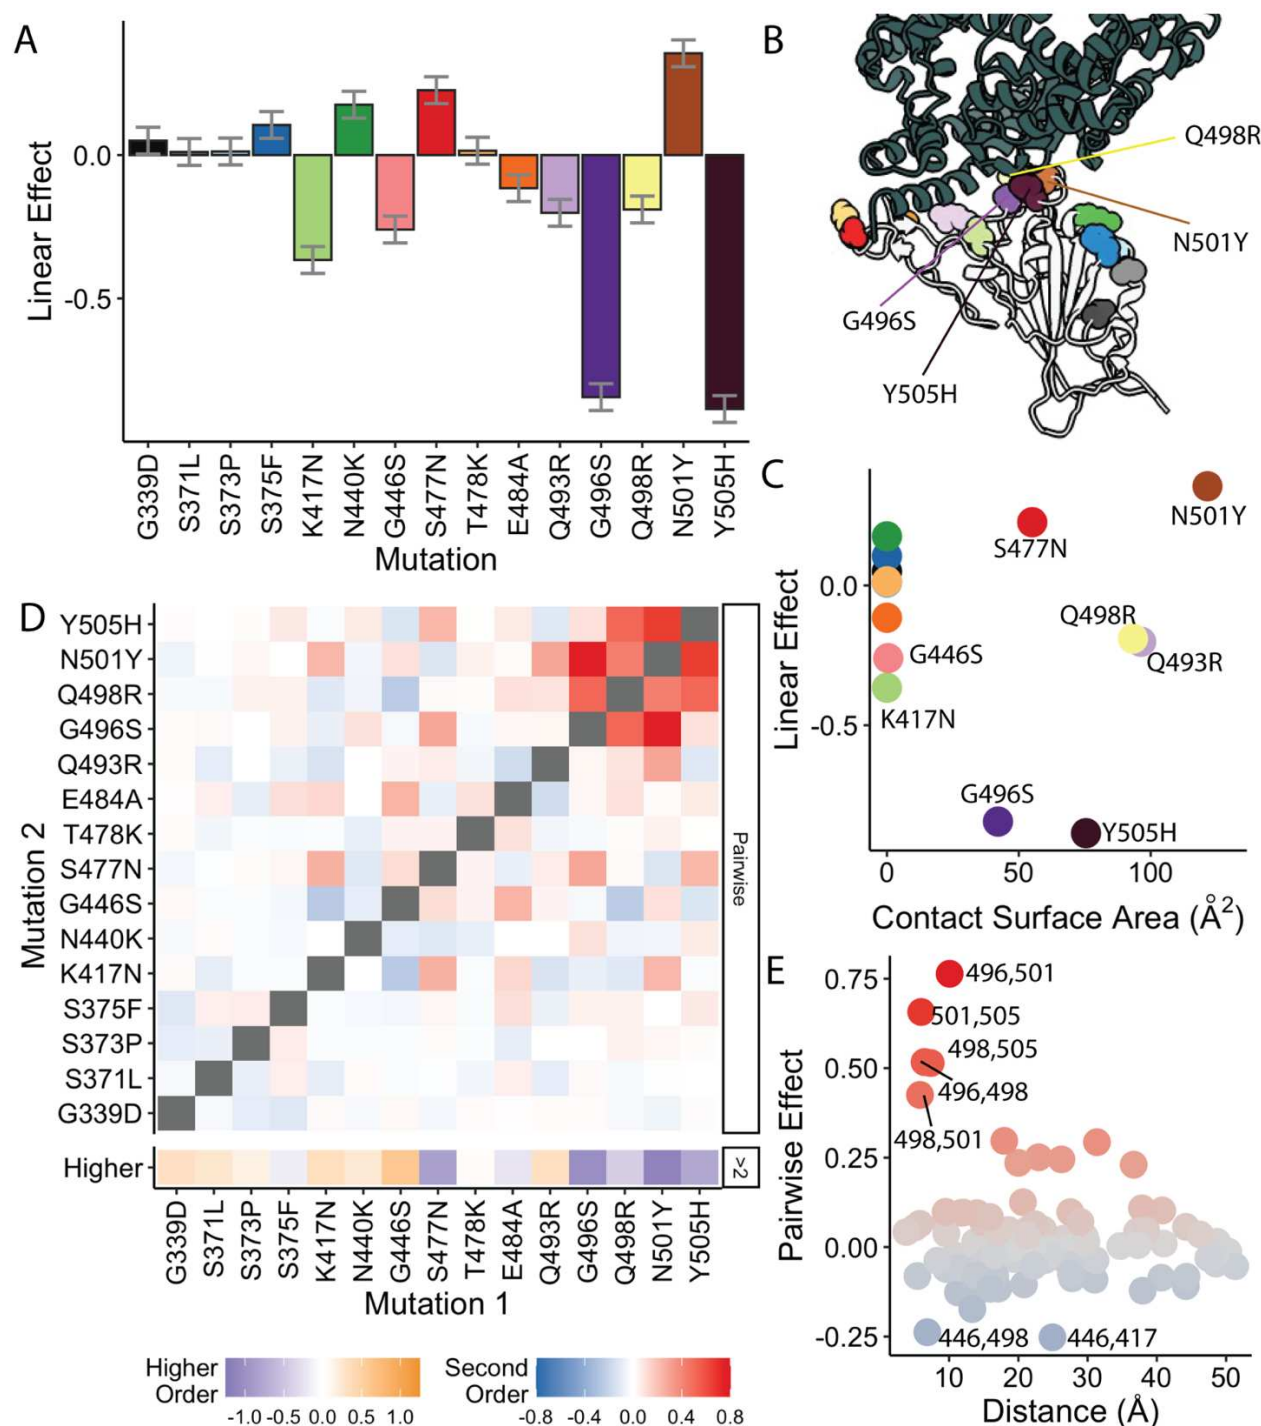 A
Linear Effect
0.0
-0.5
G339D
S371L
S373P
S375F
K417N
N440K
G446S
S477N
T478K
E484A
Q493R
G496S
Q498R
N501Y
Y505H
Mutation
B
Q498R
N501Y
G496S
Y505H
C
Linear Effect
0.0
-0.5
N501Y
S477N
Q498R
Q493R
G446S
K417N
G496S
Y505H
0
50
100
Contact Surface Area (Å²)
D
Mutation 2
Y505H
N501Y
Q498R
G496S
Q493R
E484A
T478K
S477N
G446S
N440K
K417N
S375F
S373P
S371L
G339D
Higher
Pairwise
>2
G339D
S371L
S373P
S375F
K417N
N440K
G446S
S477N
T478K
E484A
Q493R
G496S
Q498R
N501Y
Y505H
Mutation 1
Higher
Order
-1.0 -0.5 0.0 0.5 1.0
Second
Order
-0.8 -0.4 0.0 0.4 0.8
E
Pairwise Effect
0.75
0.50
0.25
0.00
-0.25
496,501
501,505
498,505
496,498
498,501
446,498
446,417
10 20 30 40 50
Distance (Å)